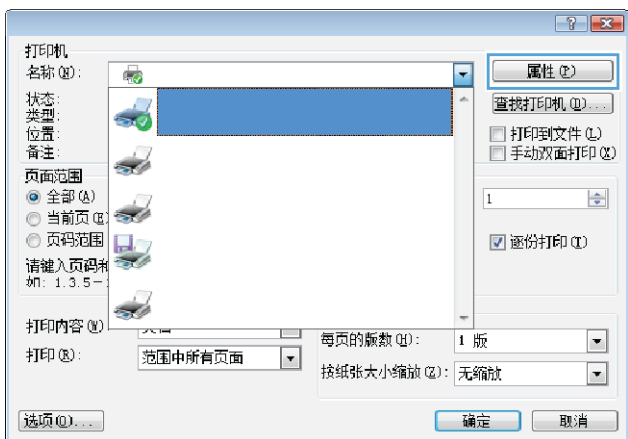 打印机
名称(N):
属性(P)
状态:
类型:
位置:
备注:
查找打印机(D)...
打印到文件(L)
手动双面打印(X)
页面范围
全部(A)
当前页(E)
页码范围
请键入页码和
如: 1.3.5-
1
逐份打印(T)
打印内容(W)
打印(R):
范围中所有页面
每页的版数(H):
1 版
按纸张大小缩放(Z):
无缩放
选项(O)...
确定
取消